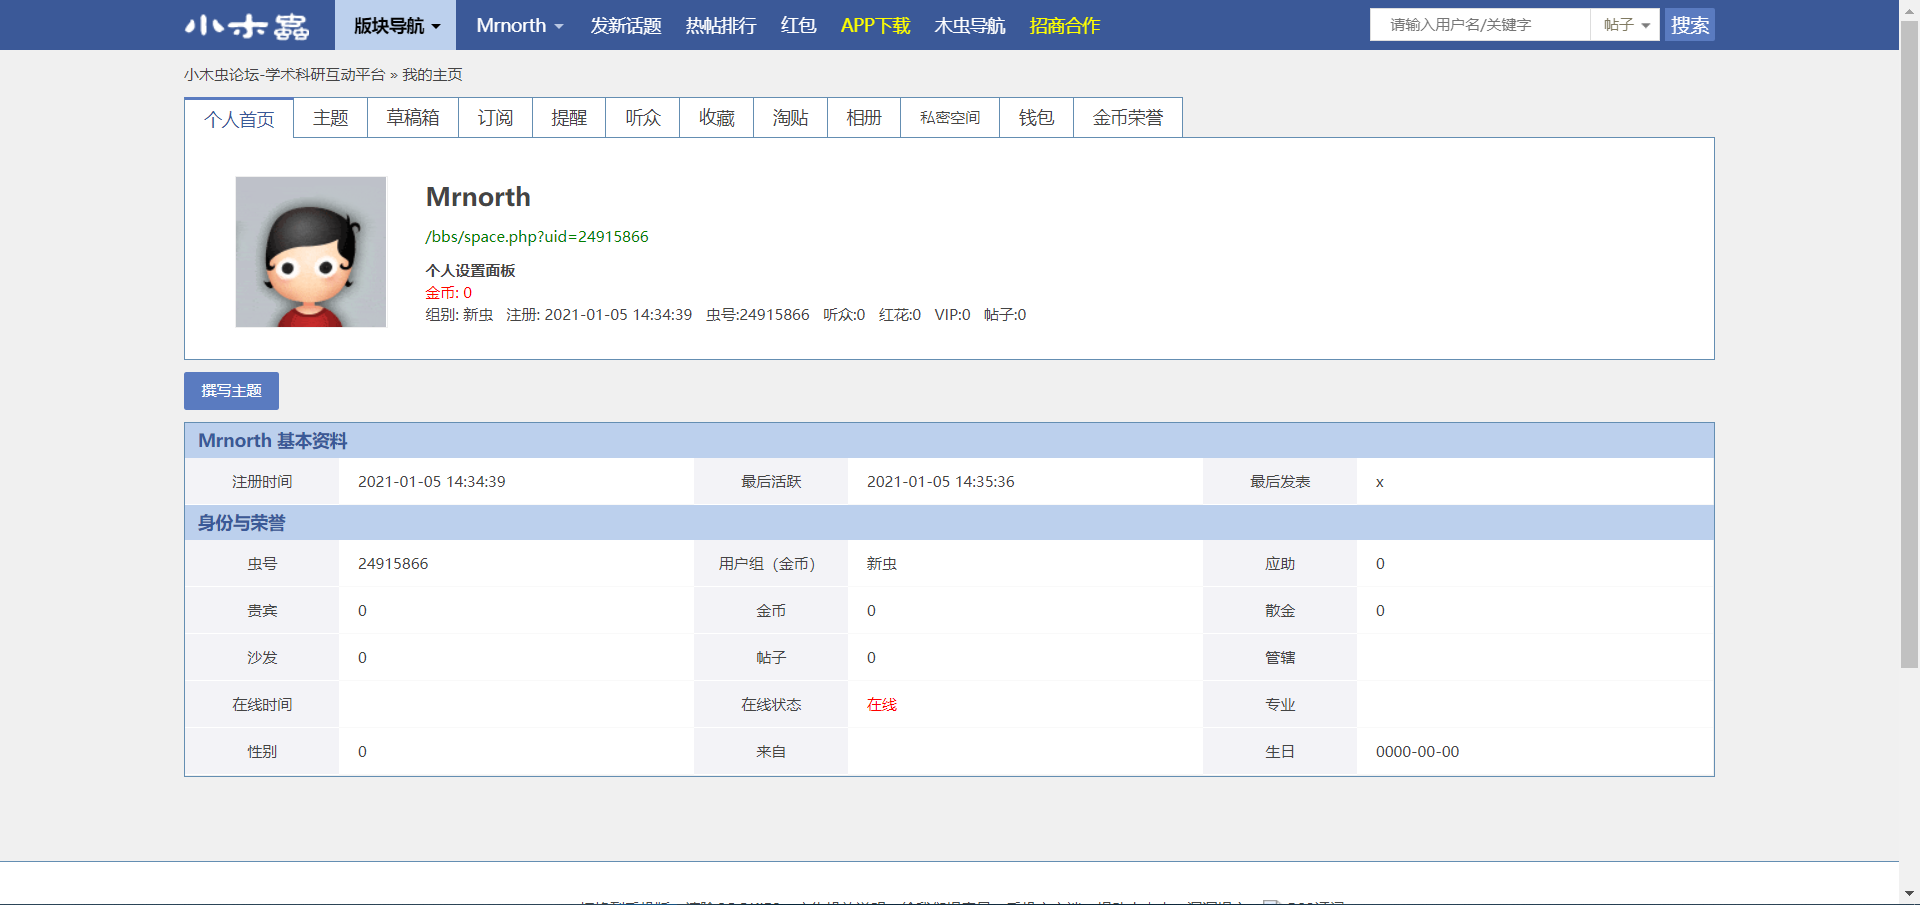 小木蟲 版块导航 Mrnorth 发新话题 热帖排行 红包 APP下载 木虫导航 招商合作 请输入用户名/关键字 帖子 搜索
小木虫论坛-学术科研互动平台 » 我的主页
个人首页 主题 草稿箱 订阅 提醒 听众 收藏 淘贴 相册 私密空间 钱包 金币荣誉
Mrnorth
/bbs/space.php?uid=24915866
个人设置面板
金币: 0
组别: 新虫 注册: 2021-01-05 14:34:39 虫号:24915866 听众:0 红花:0 VIP:0 帖子:0
撰写主题
Mrnorth 基本资料
注册时间 2021-01-05 14:34:39 最后活跃 2021-01-05 14:35:36 最后发表 x
身份与荣誉
虫号 24915866 用户组（金币） 新虫 应助 0
贵宾 0 金币 0 散金 0
沙发 0 帖子 0 管辖
在线时间 在线状态 在线 专业
性别 0 来自 生日 0000-00-00